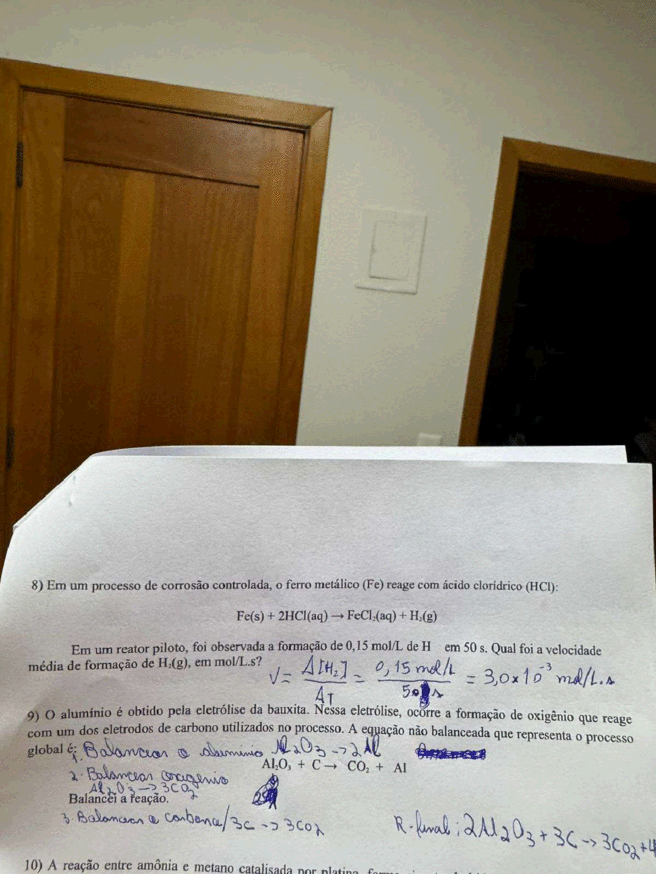 8) Em um processo de corrosão controlada, o ferro metálico (Fe) reage com ácido clorídrico (HCl):
Fe(s) + 2HCl(aq) → FeCl₂(aq) + H₂(g)
Em um reator piloto, foi observada a formação de 0,15 mol/L de H em 50 s. Qual foi a velocidade
média de formação de H₂(g), em mol/L.s?
V = Δ[H₂]/ΔT = 0,15 mol/L / 50 s = 3,0 x 10⁻³ mol/L.s
9) O alumínio é obtido pela eletrólise da bauxita. Nessa eletrólise, ocorre a formação de oxigênio que reage
com um dos eletrodos de carbono utilizados no processo. A equação não balanceada que representa o processo
global é:
1. Balancear o alumínio Al₂O₃ → 2Al
Al₂O₃ + C → CO₂ + Al
2. Balancear oxigenio
Al₂O₃ → 3CO₂
Balancei a reação.
3. Balancear o carbono/3C → 3CO₂
R-final: 2Al₂O₃ + 3C → 3CO₂ + 4
10) A reação entre amônia e metano catalisada por platina,